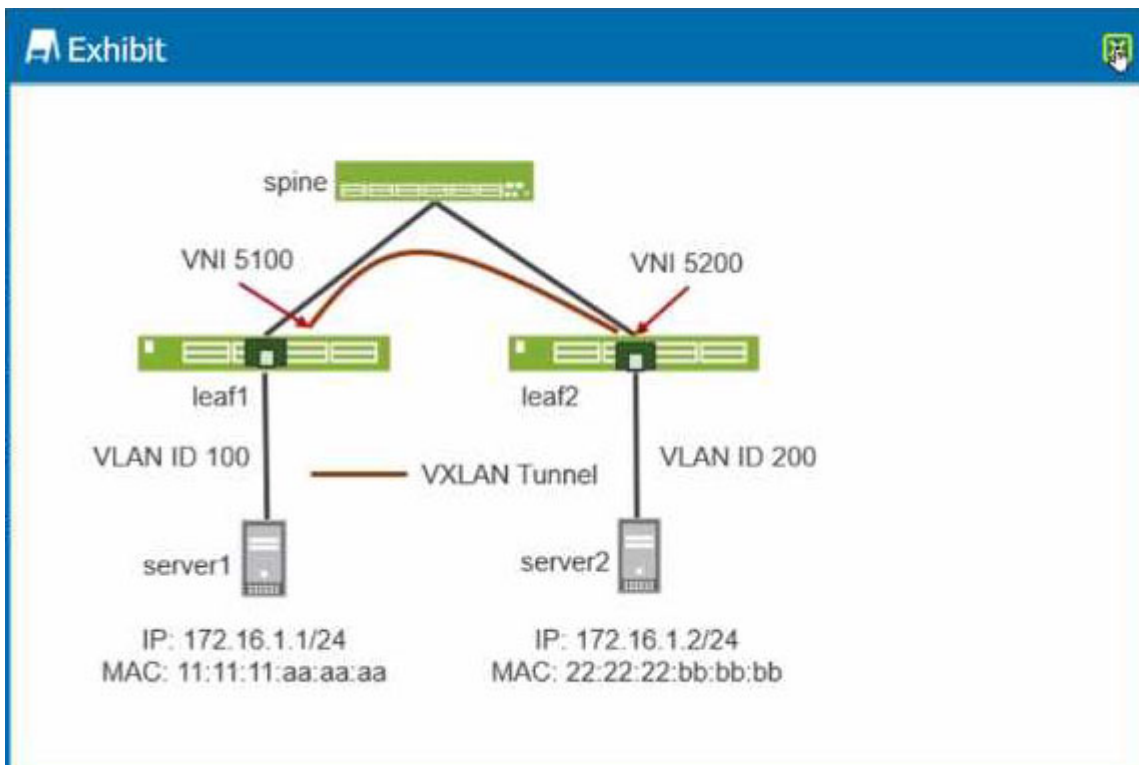 Exhibit
spine
VNI 5100
VNI 5200
leaf1
leaf2
VLAN ID 100
VXLAN Tunnel
VLAN ID 200
server1
server2
IP: 172.16.1.1/24
MAC: 11:11:11:aa:aa:aa
IP: 172.16.1.2/24
MAC: 22:22:22:bb:bb:bb